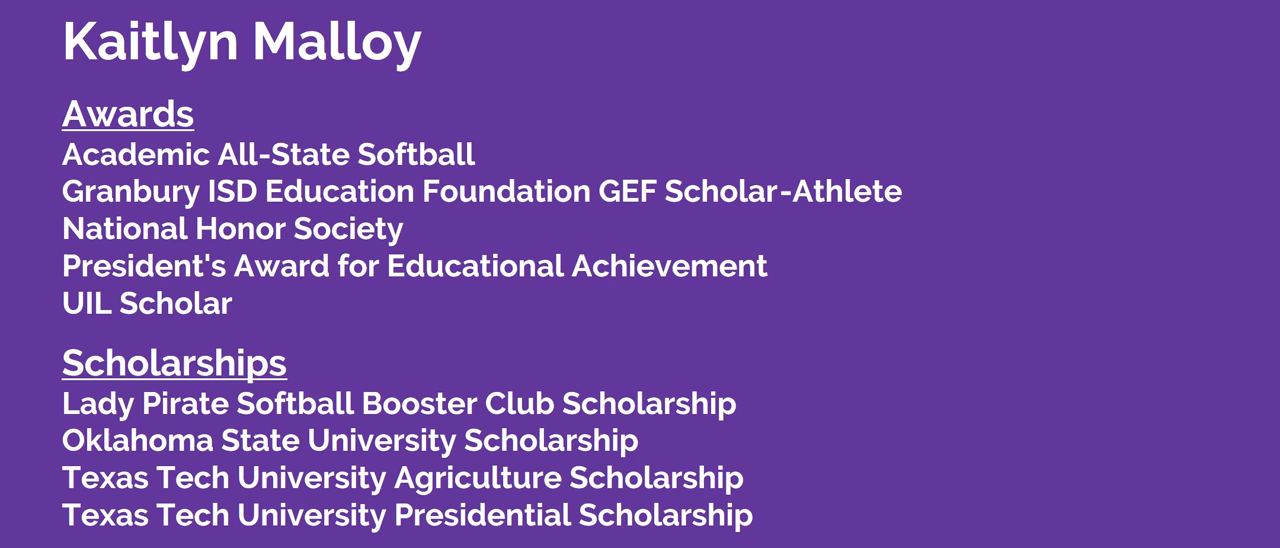 Kaitlyn Malloy
Awards
Academic All-State Softball
Granbury ISD Education Foundation GEF Scholar-Athlete
National Honor Society
President's Award for Educational Achievement
UIL Scholar
Scholarships
Lady Pirate Softball Booster Club Scholarship
Oklahoma State University Scholarship
Texas Tech University Agriculture Scholarship
Texas Tech University Presidential Scholarship